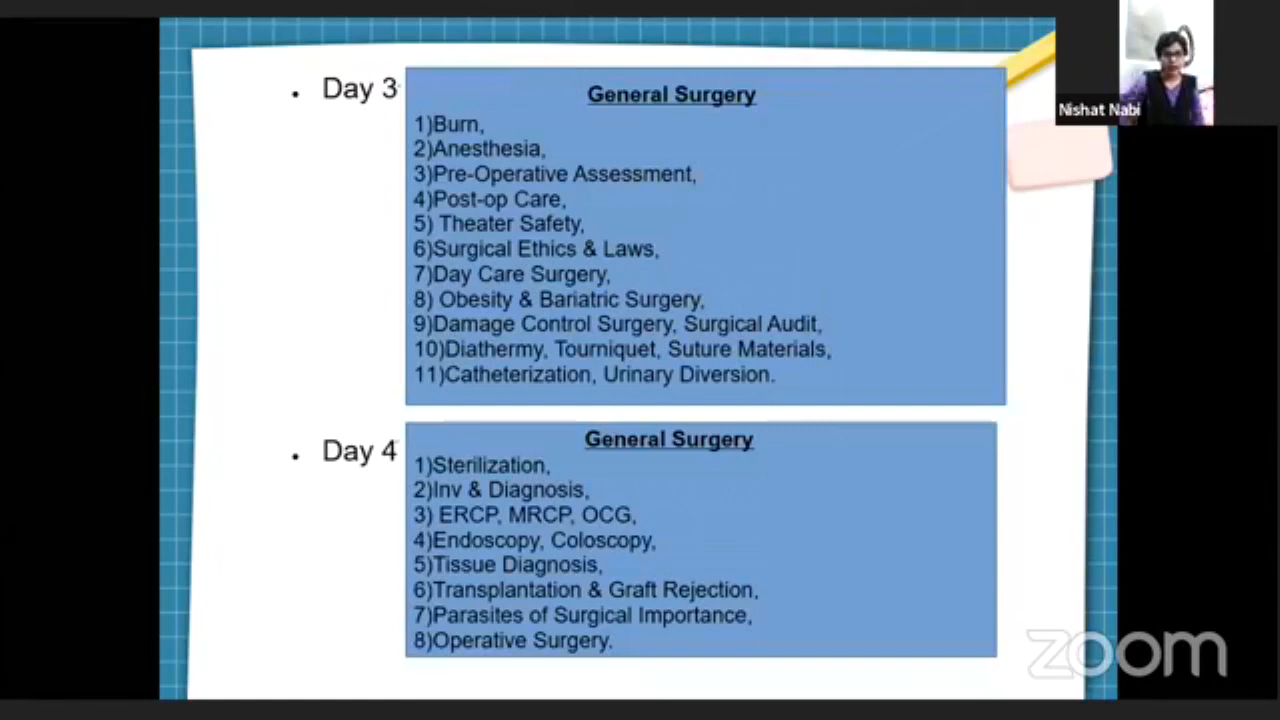 • Day 3
General Surgery
1)Burn,
2)Anesthesia,
3)Pre-Operative Assessment,
4)Post-op Care,
5) Theater Safety,
6)Surgical Ethics & Laws,
7)Day Care Surgery,
8) Obesity & Bariatric Surgery,
9)Damage Control Surgery, Surgical Audit,
10)Diathermy, Tourniquet, Suture Materials,
11)Catheterization, Urinary Diversion.
• Day 4
General Surgery
1)Sterilization,
2)Inv & Diagnosis,
3) ERCP, MRCP, OCG,
4)Endoscopy, Coloscopy,
5)Tissue Diagnosis,
6)Transplantation & Graft Rejection,
7)Parasites of Surgical Importance,
8)Operative Surgery.
Nishat Nabi
zoom